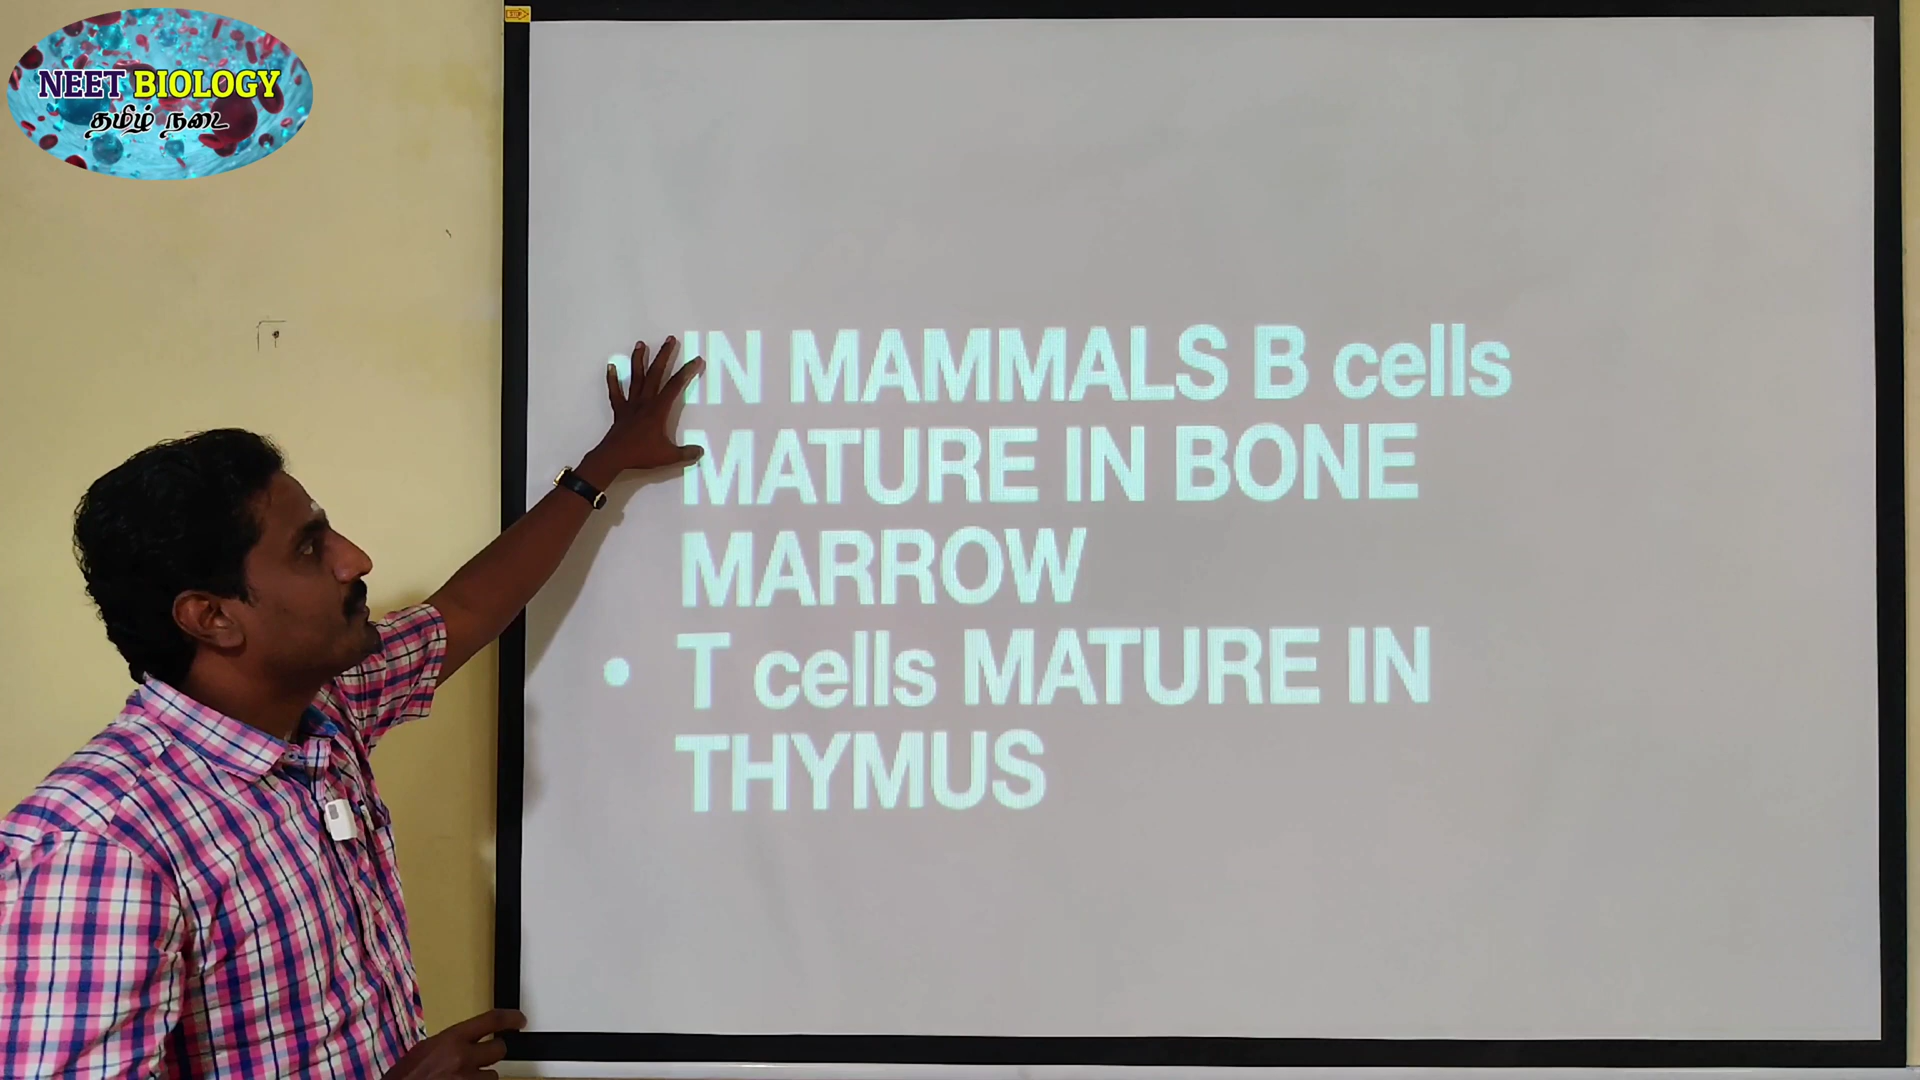 NEET BIOLOGY
தமிழ் நடை
• IN MAMMALS B cells
MATURE IN BONE
MARROW
• T cells MATURE IN
THYMUS